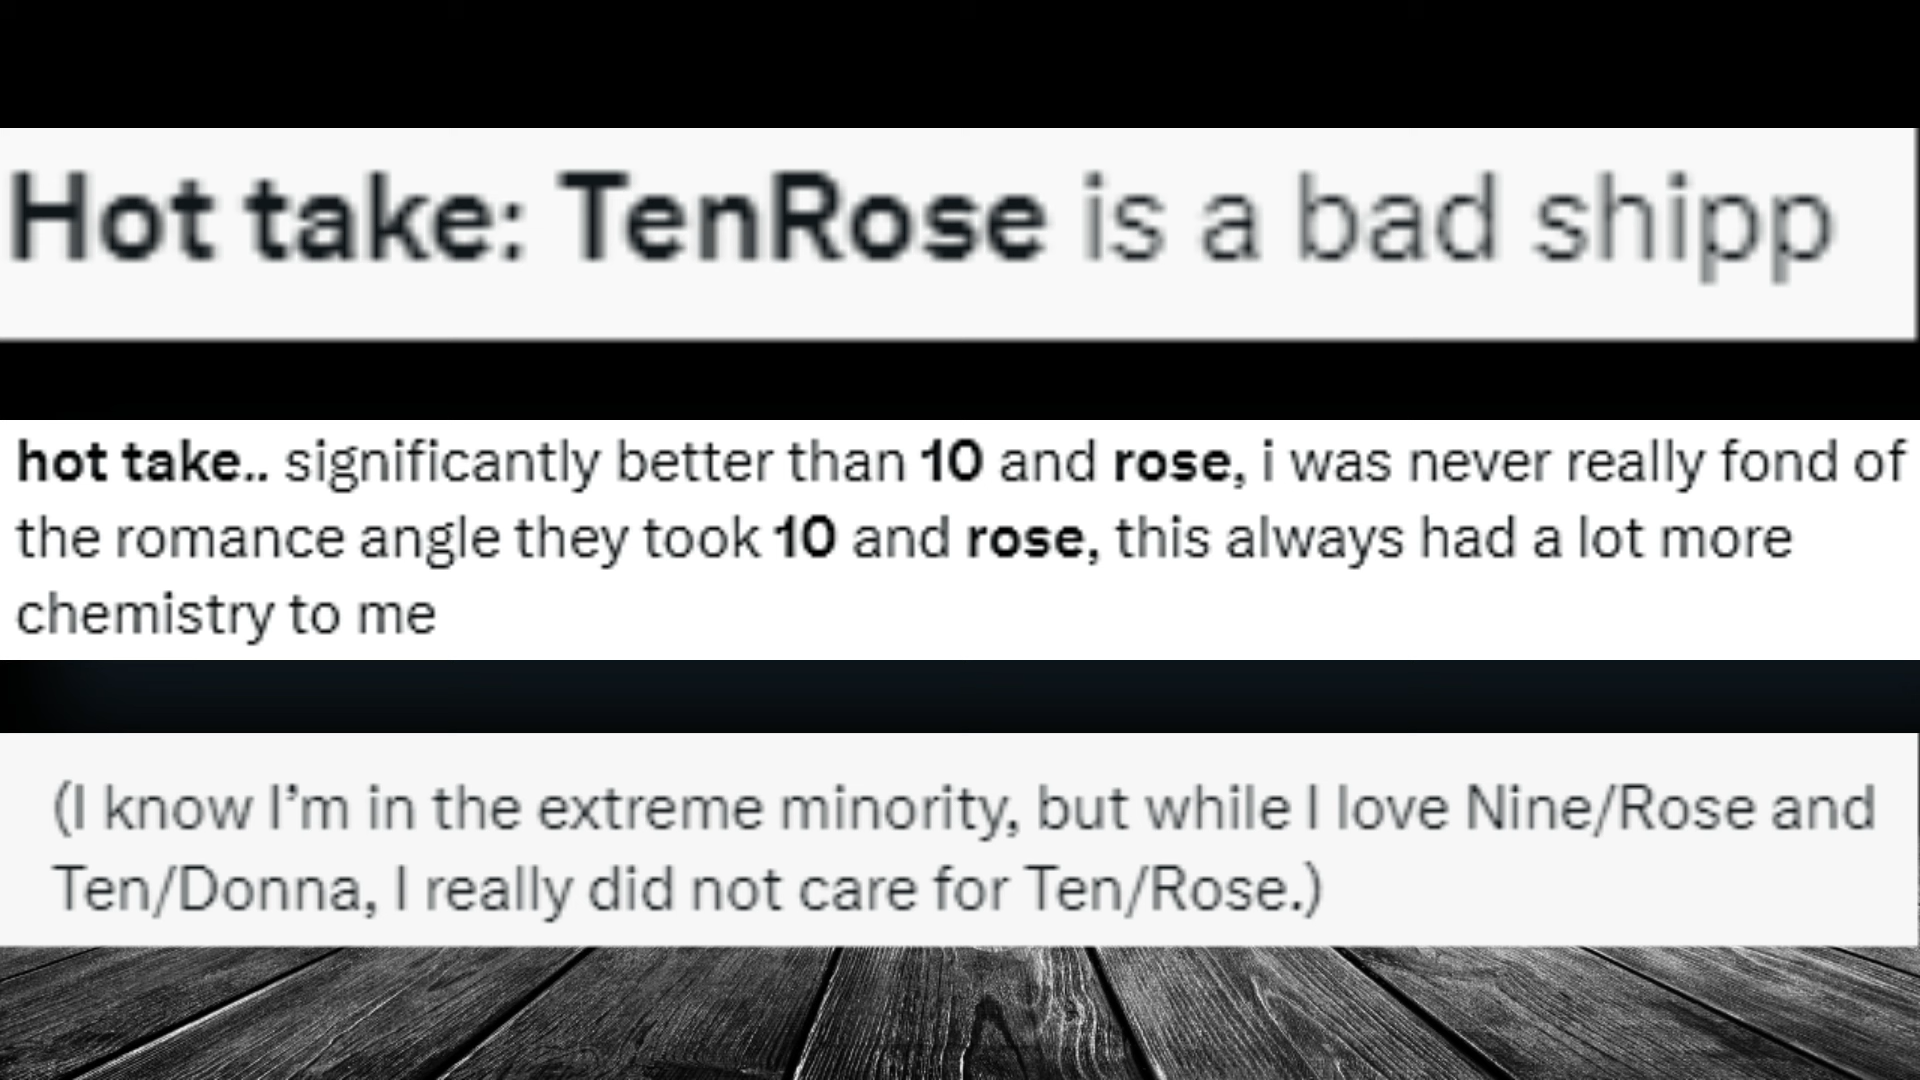 Hot take: TenRose is a bad shipp
hot take.. significantly better than 10 and rose, i was never really fond of
the romance angle they took 10 and rose, this always had a lot more
chemistry to me
(I know I’m in the extreme minority, but while I love Nine/Rose and
Ten/Donna, I really did not care for Ten/Rose.)